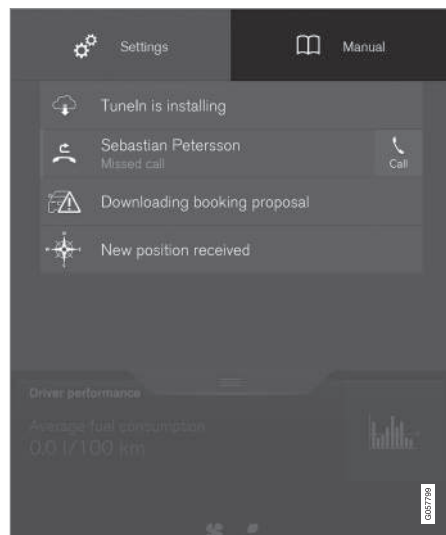 Settings
Manual
TuneIn is installing
Sebastian Petersson
Missed call
Call
Downloading booking proposal
New position received
Driver performance
Average fuel consumption
0.0 l/100 km
G057799